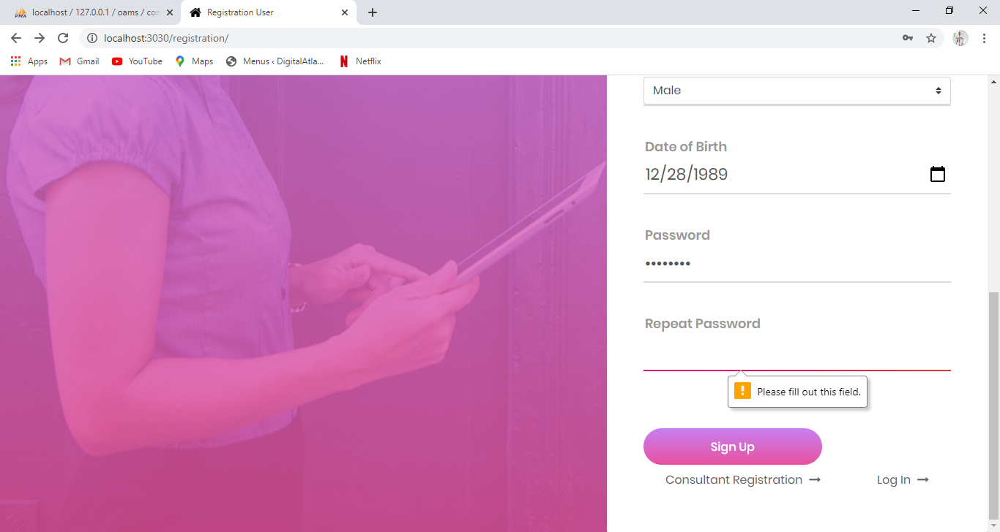 PMA localhost / 127.0.0.1 / oams / con
Registration User
localhost:3030/registration/
Apps Gmail YouTube Maps Menus ‹ DigitalAtla... Netflix
Male
Date of Birth
12/28/1989
Password
••••••••
Repeat Password
Please fill out this field.
Sign Up
Consultant Registration
Log In